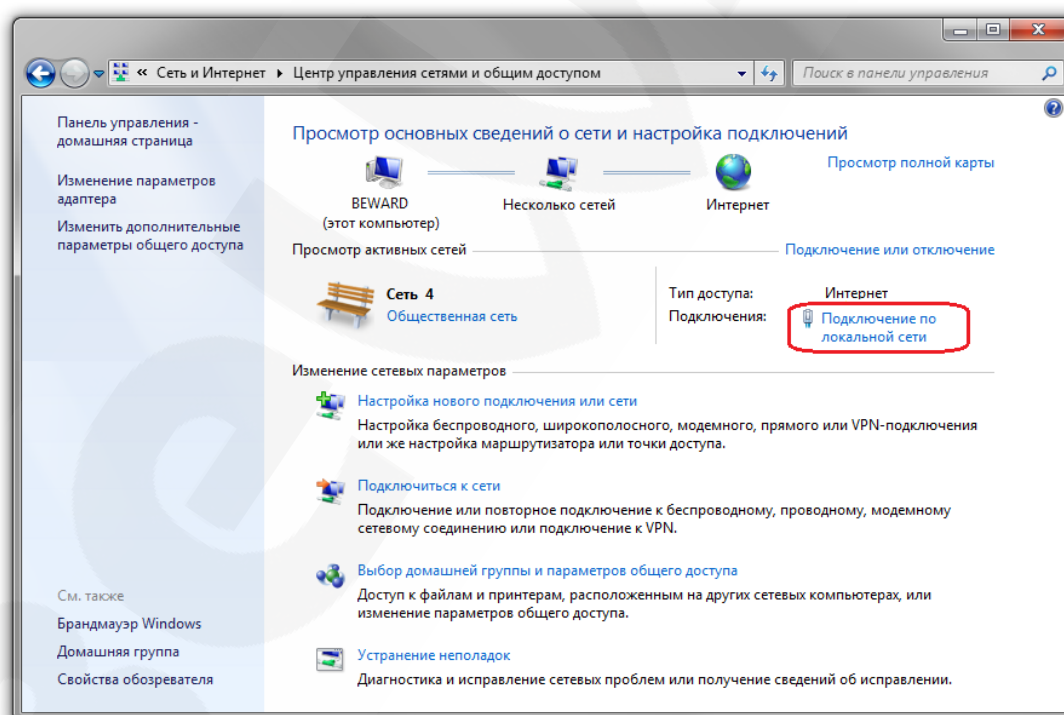 « Сеть и Интернет ▸ Центр управления сетями и общим доступом
Поиск в панели управления
Панель управления -
домашняя страница
Изменение параметров
адаптера
Изменить дополнительные
параметры общего доступа
Просмотр основных сведений о сети и настройка подключений
Просмотр полной карты
BEWARD
(этот компьютер)
Несколько сетей
Интернет
Просмотр активных сетей
Подключение или отключение
Сеть 4
Общественная сеть
Тип доступа: Интернет
Подключения: Подключение по
локальной сети
Изменение сетевых параметров
Настройка нового подключения или сети
Настройка беспроводного, широкополосного, модемного, прямого или VPN-подключения
или же настройка маршрутизатора или точки доступа.
Подключиться к сети
Подключение или повторное подключение к беспроводному, проводному, модемному
сетевому соединению или подключение к VPN.
Выбор домашней группы и параметров общего доступа
Доступ к файлам и принтерам, расположенным на других сетевых компьютерах, или
изменение параметров общего доступа.
Устранение неполадок
Диагностика и исправление сетевых проблем или получение сведений об исправлении.
См. также
Брандмауэр Windows
Домашняя группа
Свойства обозревателя